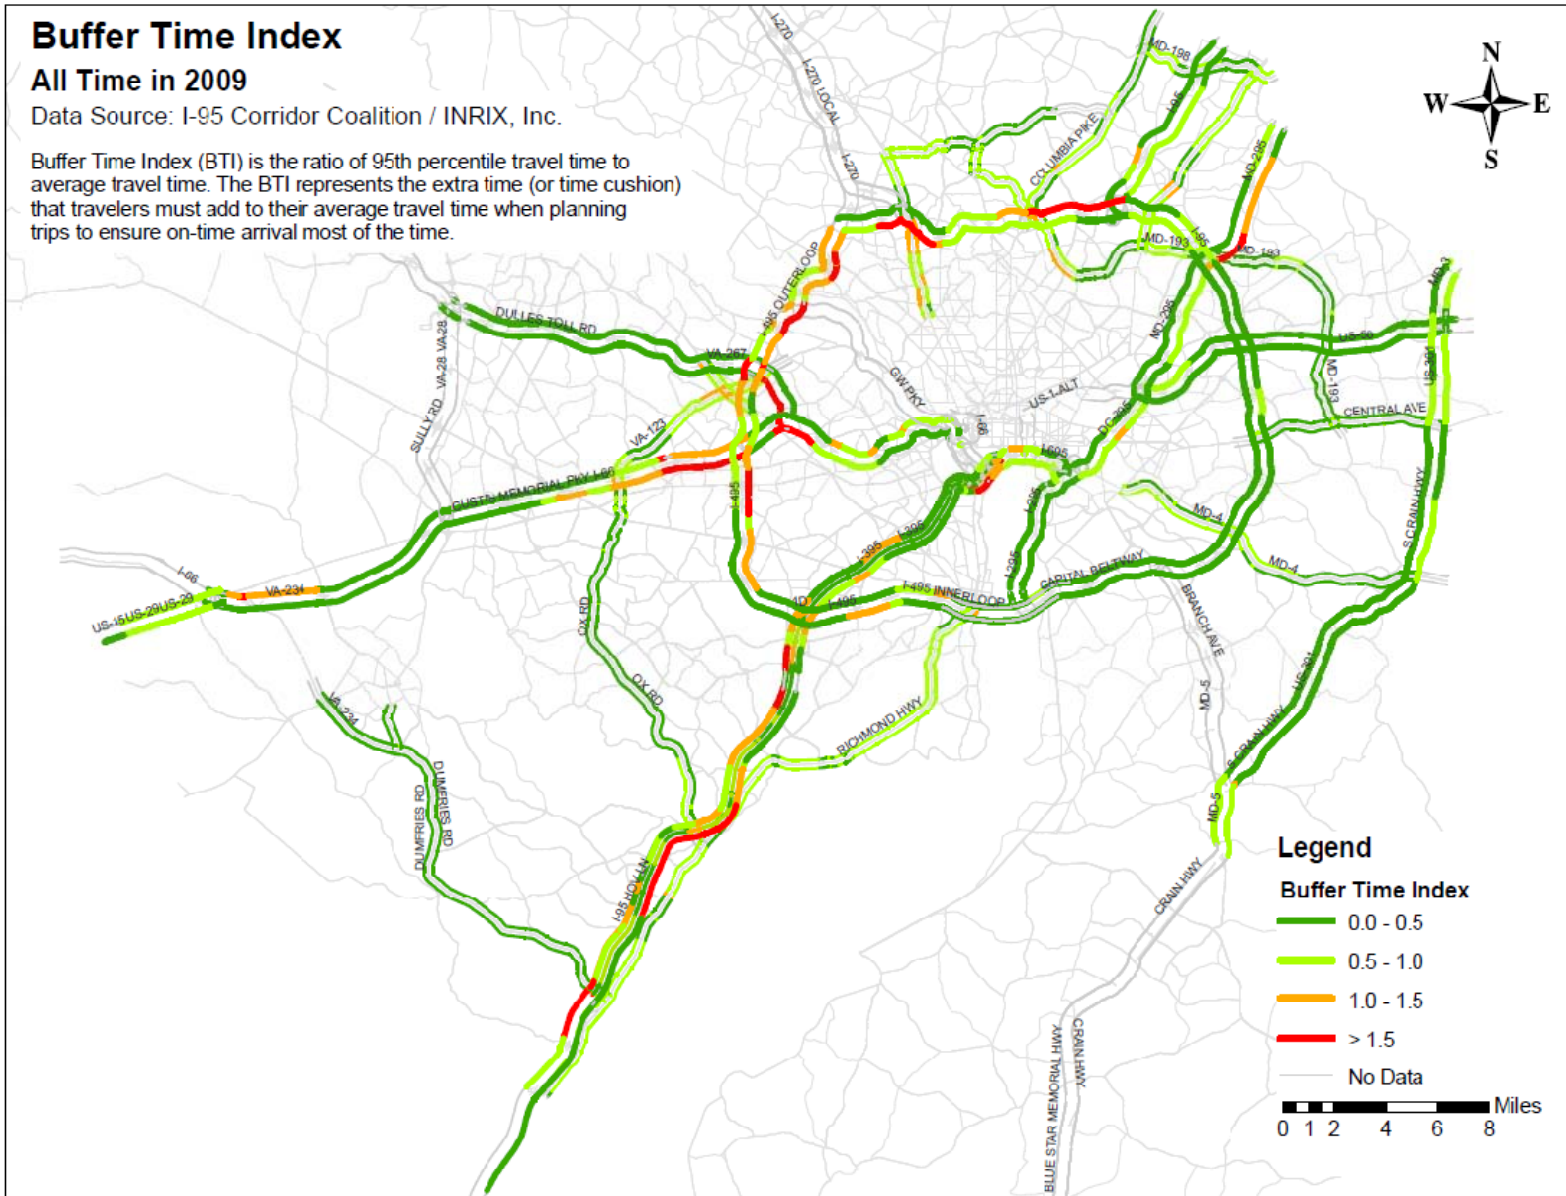 Buffer Time Index
All Time in 2009
Data Source: I-95 Corridor Coalition / INRIX, Inc.
Buffer Time Index (BTI) is the ratio of 95th percentile travel time to
average travel time. The BTI represents the extra time (or time cushion)
that travelers must add to their average travel time when planning
trips to ensure on-time arrival most of the time.
N
W E
S
I-270
I-270 LOCAL
I-270
MD-198
I-95
COLUMBIA PIKE
MD-295
I-95
MD-193
MD-193
MD-3
I-495 OUTERLOOP
DULLES TOLL RD
VA-267
VA-28 VA-28
SULLY RD
GW PKY
US-1-ALT
MD-295
US-50
US-301
MD-193
CENTRAL AVE
DC-295
I-66
I-695
VA-123
MEMORIAL PKY I-66
I-495
I-295
I-395
I-395
I-295
MD-4
MD-4
S CRAIN HWY
CAPITAL BELTWAY
I-66
VA-234
US-15 US-29 US-29
I-495
I-495 INNERLOOP
OX RD
OX RD
BRANCH AVE
US-301
MD-5
S CRAIN HWY
RICHMOND HWY
VA-234
DUMFRIES RD
DUMFRIES RD
MD-5
I-95 HOV LN
CRAIN HWY
BLUE STAR MEMORIAL HWY
CRAIN HWY
Legend
Buffer Time Index
0.0 - 0.5
0.5 - 1.0
1.0 - 1.5
> 1.5
No Data
Miles
0 1 2 4 6 8